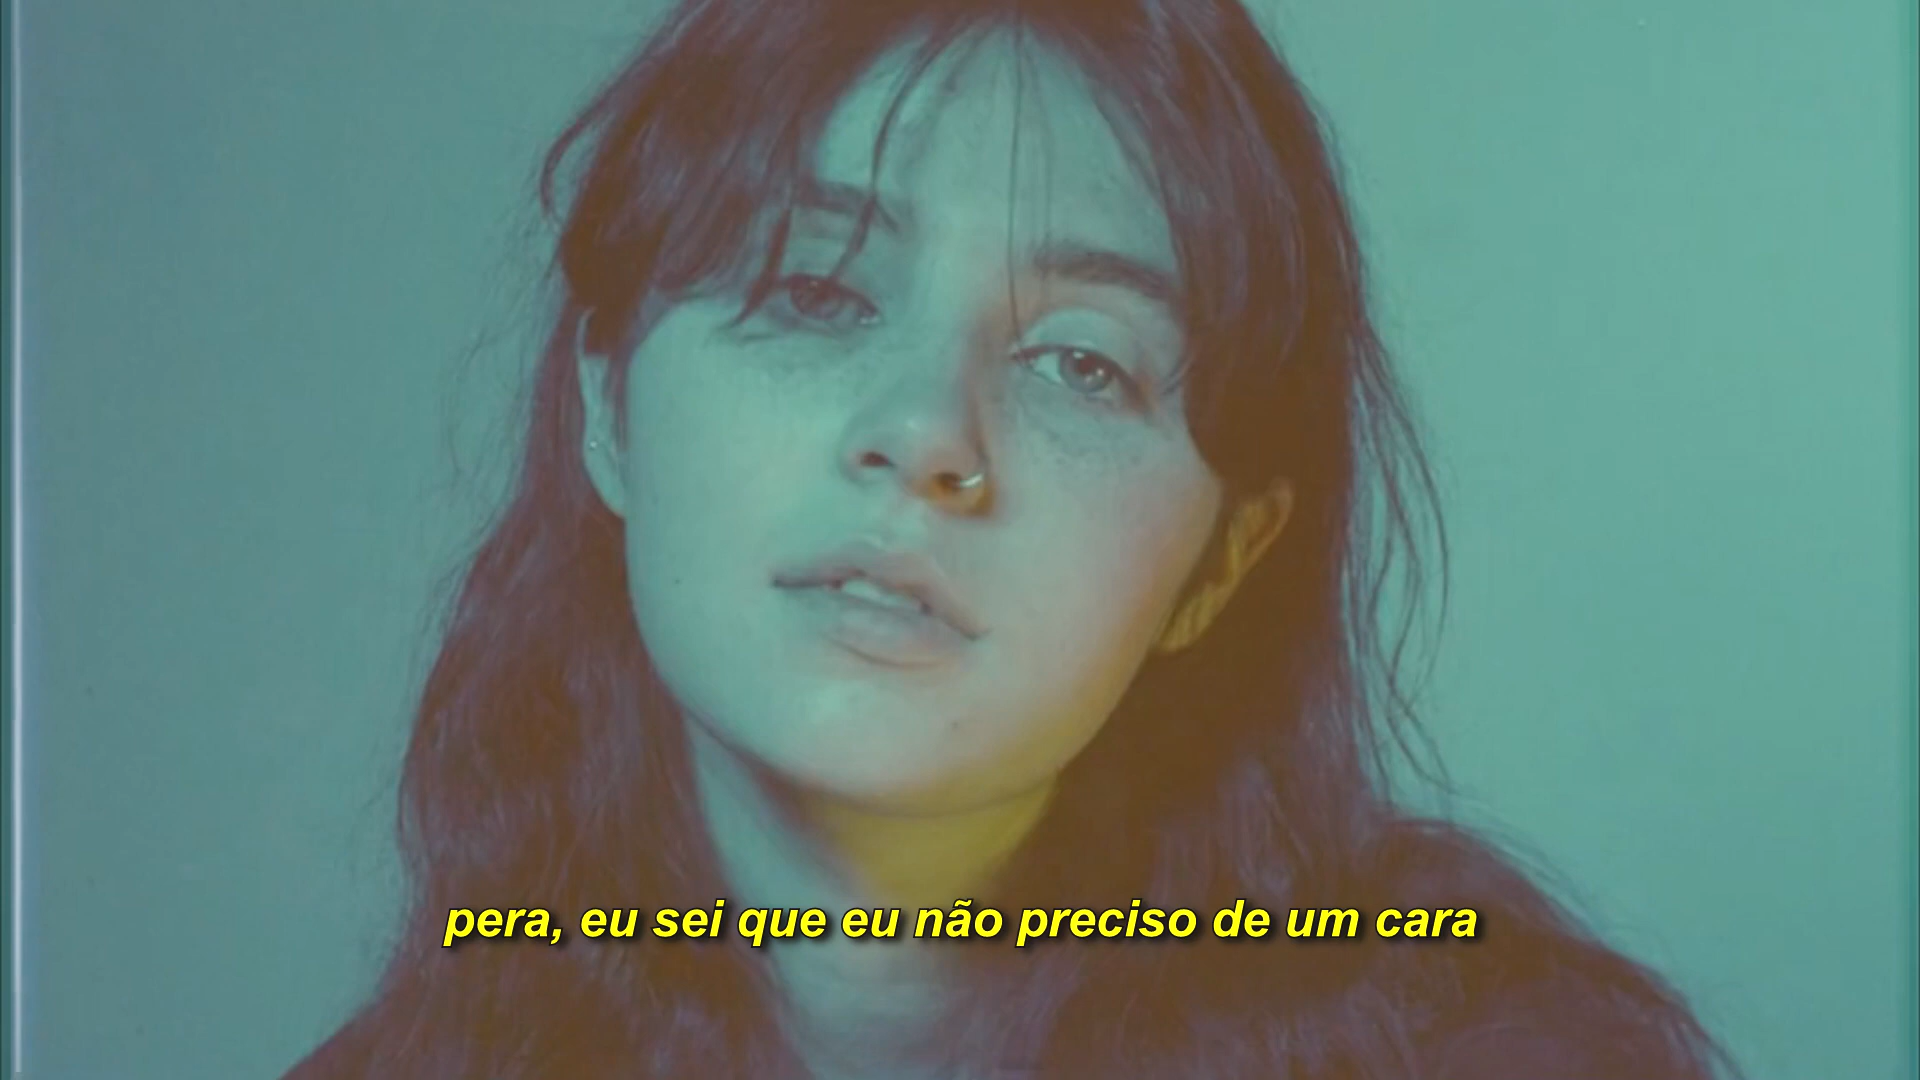 pera, eu sei que eu não preciso de um cara